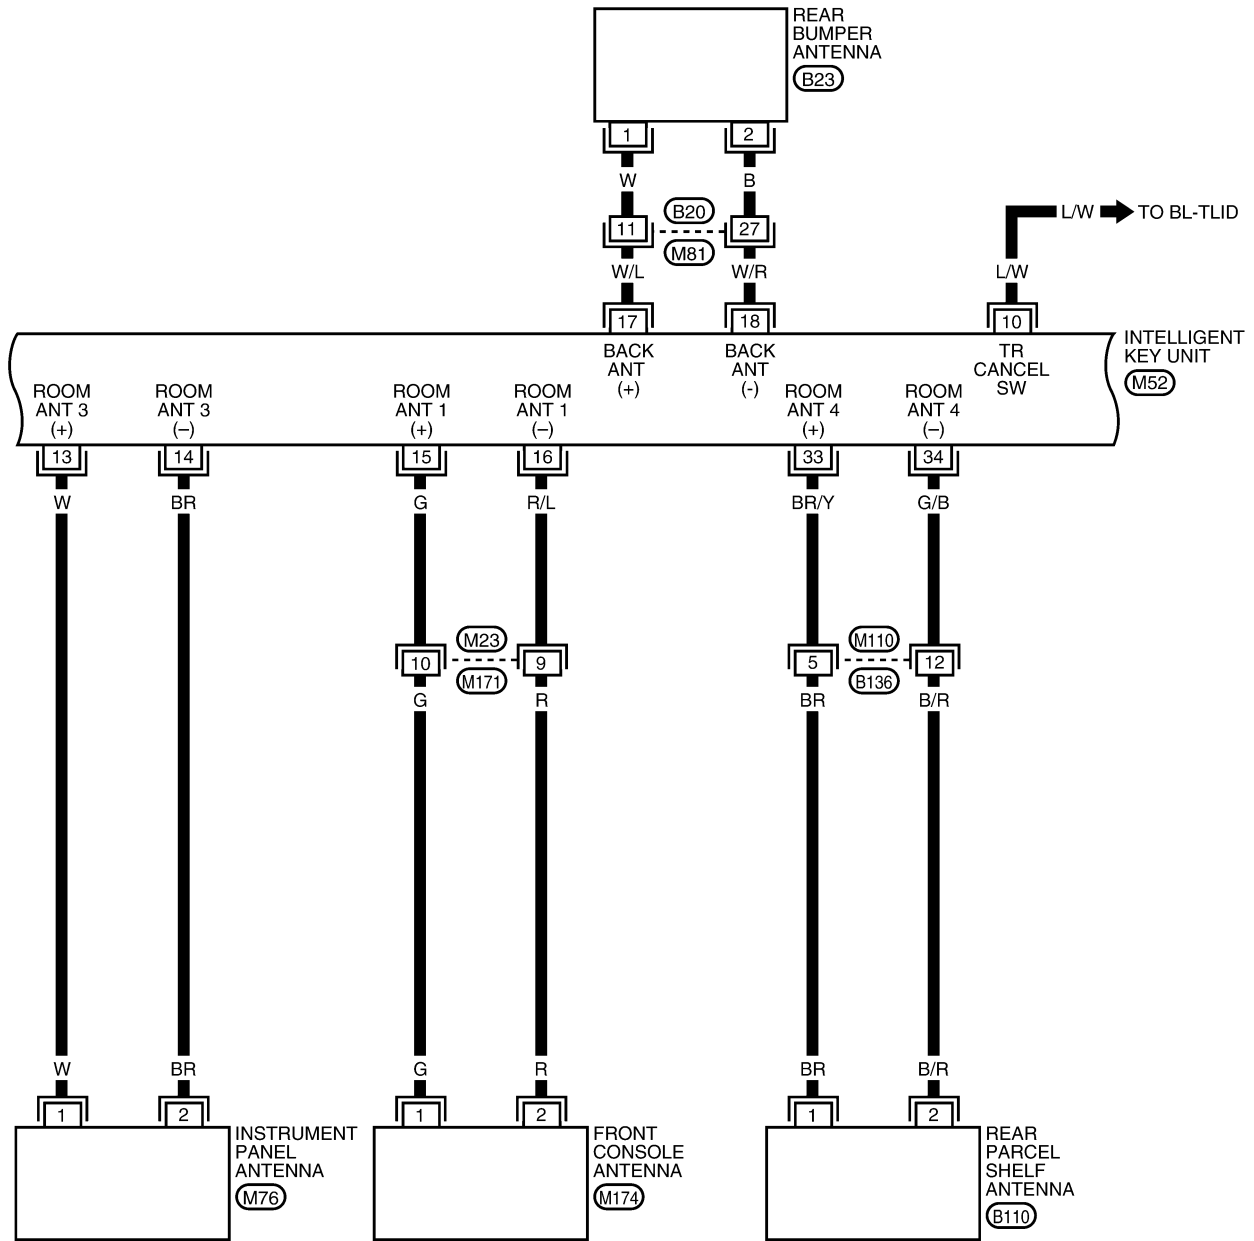 REAR
BUMPER
ANTENNA
B23
1
2
W
B
B20
11
27
M81
W/L
W/R
L/W
TO BL-TLID
L/W
17
18
10
BACK
ANT
(+)
BACK
ANT
(-)
TR
CANCEL
SW
INTELLIGENT
KEY UNIT
M52
ROOM
ANT 3
(+)
ROOM
ANT 3
(–)
ROOM
ANT 1
(+)
ROOM
ANT 1
(–)
ROOM
ANT 4
(+)
ROOM
ANT 4
(–)
13
14
15
16
33
34
W
BR
G
R/L
BR/Y
G/B
M23
10
9
M171
M110
5
12
B136
G
R
BR
B/R
W
BR
G
R
BR
B/R
1
2
1
2
1
2
INSTRUMENT
PANEL
ANTENNA
M76
FRONT
CONSOLE
ANTENNA
M174
REAR
PARCEL
SHELF
ANTENNA
B110